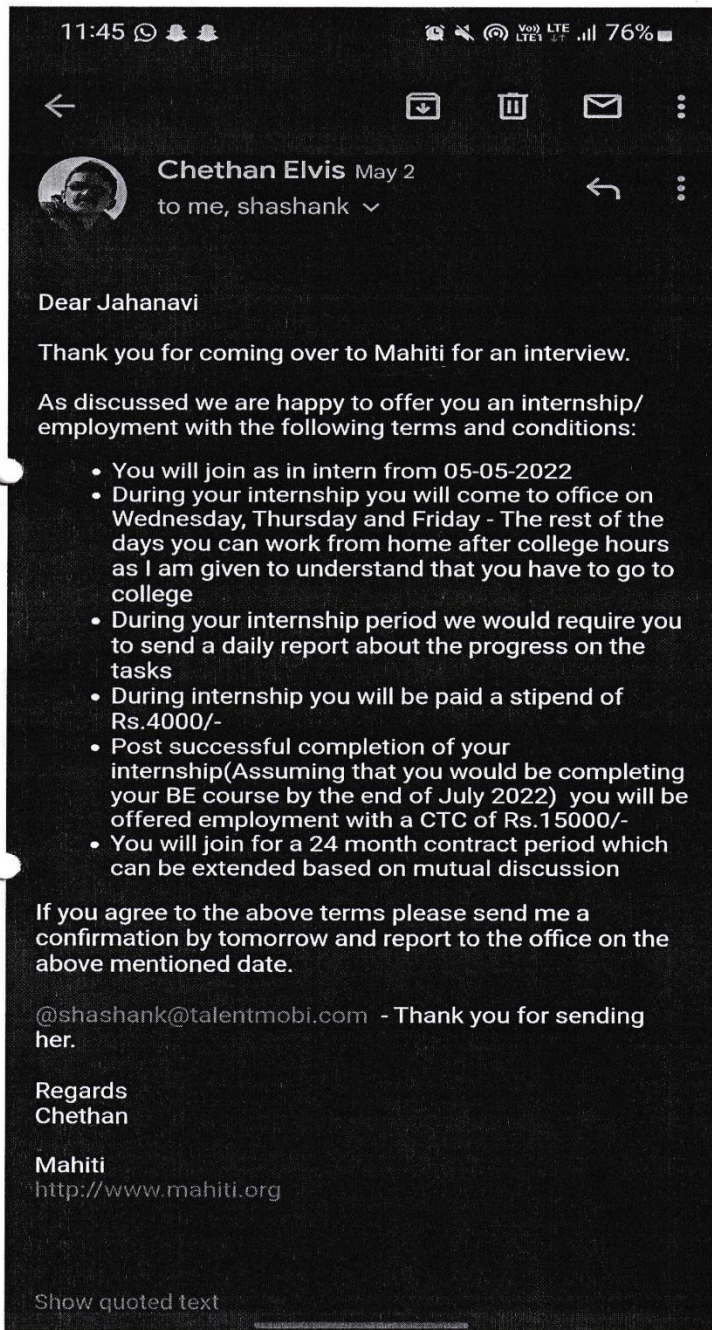 11:45
Vo)) LTE
LTE1 76%
Chethan Elvis May 2
to me, shashank
Dear Jahanavi
Thank you for coming over to Mahiti for an interview.
As discussed we are happy to offer you an internship/
employment with the following terms and conditions:
• You will join as in intern from 05-05-2022
• During your internship you will come to office on
Wednesday, Thursday and Friday - The rest of the
days you can work from home after college hours
as I am given to understand that you have to go to
college
• During your internship period we would require you
to send a daily report about the progress on the
tasks
• During internship you will be paid a stipend of
Rs.4000/-
• Post successful completion of your
internship(Assuming that you would be completing
your BE course by the end of July 2022) you will be
offered employment with a CTC of Rs.15000/-
• You will join for a 24 month contract period which
can be extended based on mutual discussion
If you agree to the above terms please send me a
confirmation by tomorrow and report to the office on the
above mentioned date.
@shashank@talentmobi.com - Thank you for sending
her.
Regards
Chethan
Mahiti
http://www.mahiti.org
Show quoted text